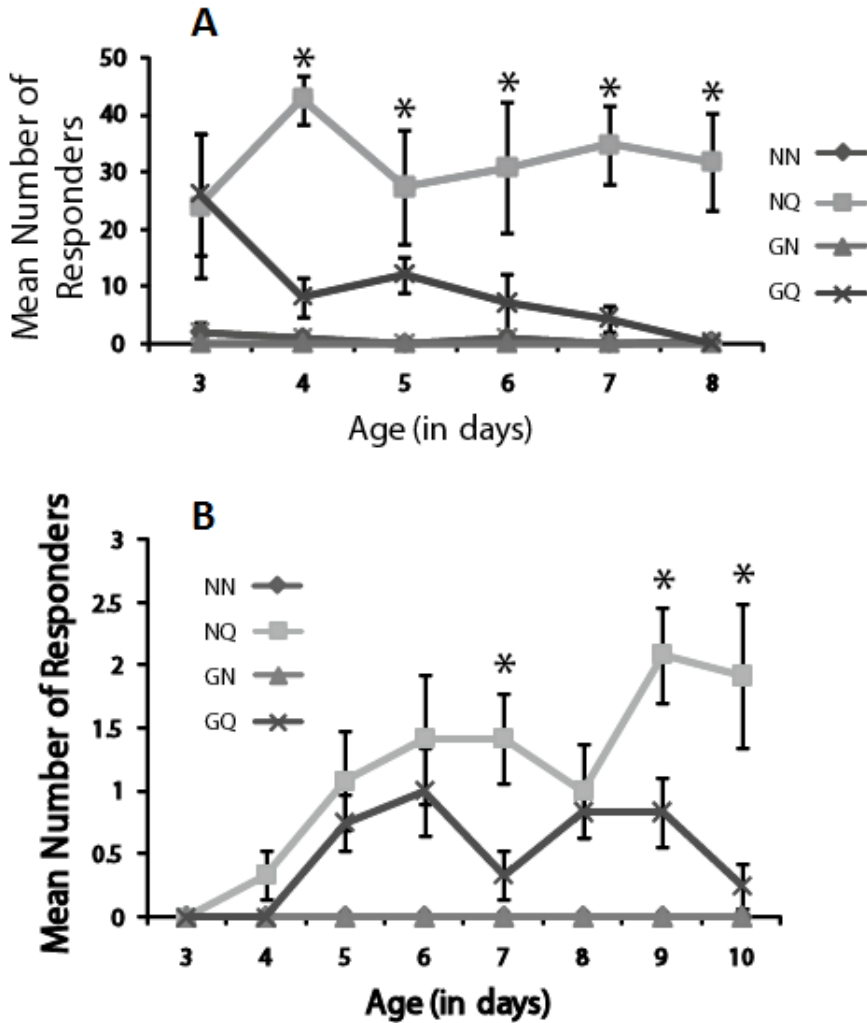 A
50
40
30
20
10
0
Mean Number of
Responders
* * * * *
3 4 5 6 7 8
Age (in days)
NN
NQ
GN
GQ
B
3
2.5
2
1.5
1
0.5
0
Mean Number of Responders
NN
NQ
GN
GQ
* * *
3 4 5 6 7 8 9 10
Age (in days)